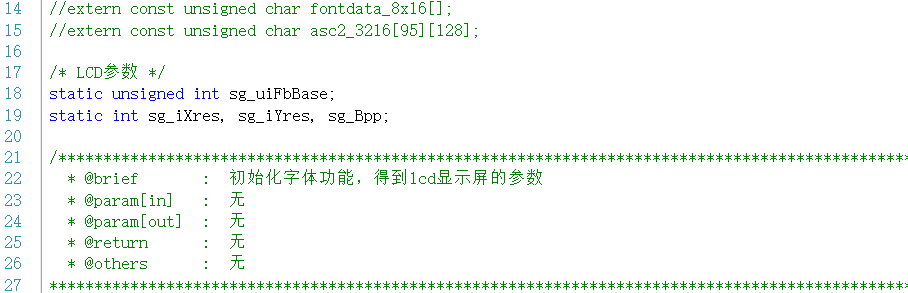 14 //extern const unsigned char fontdata_8x16[];
15 //extern const unsigned char asc2_3216[95][128];
16
17 /* LCD参数 */
18 static unsigned int sg_uiFbBase;
19 static int sg_iXres, sg_iYres, sg_Bpp;
20
21 /***********************************************************************************************
22 * @brief : 初始化字体功能，得到lcd显示屏的参数
23 * @param[in] : 无
24 * @param[out] : 无
25 * @return : 无
26 * @others : 无
27 ************************************************************************************************